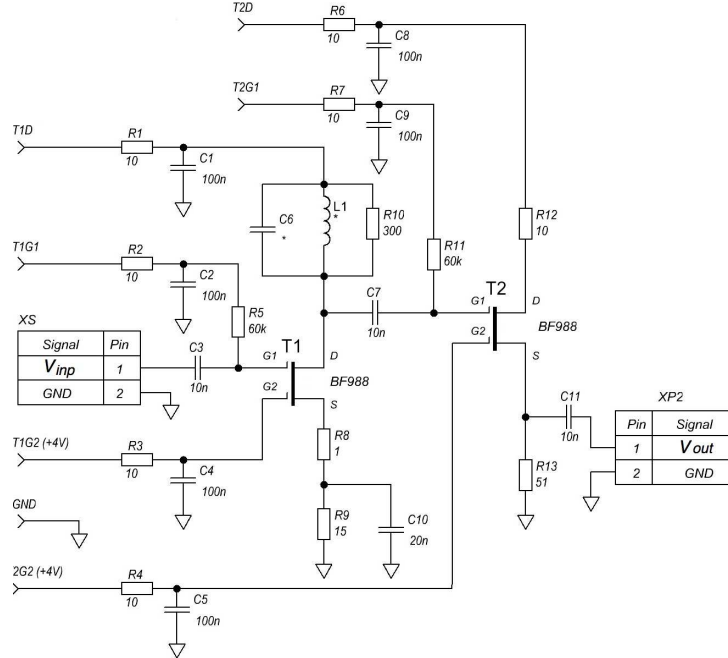 T2D
R6
10
C8
100n
T2G1
R7
10
C9
100n
T1D
R1
10
C1
100n
C6
*
L1
*
R10
300
R12
10
T1G1
R2
10
C2
100n
R5
60k
R11
60k
C7
10n
G1
T2
D
G2
BF988
S
XS
Signal Pin
Vinp 1
GND 2
C3
10n
G1
T1
D
G2
BF988
S
C11
10n
XP2
Pin Signal
1 Vout
2 GND
T1G2 (+4V)
R3
10
C4
100n
R8
1
R13
51
GND
R9
15
C10
20n
2G2 (+4V)
R4
10
C5
100n